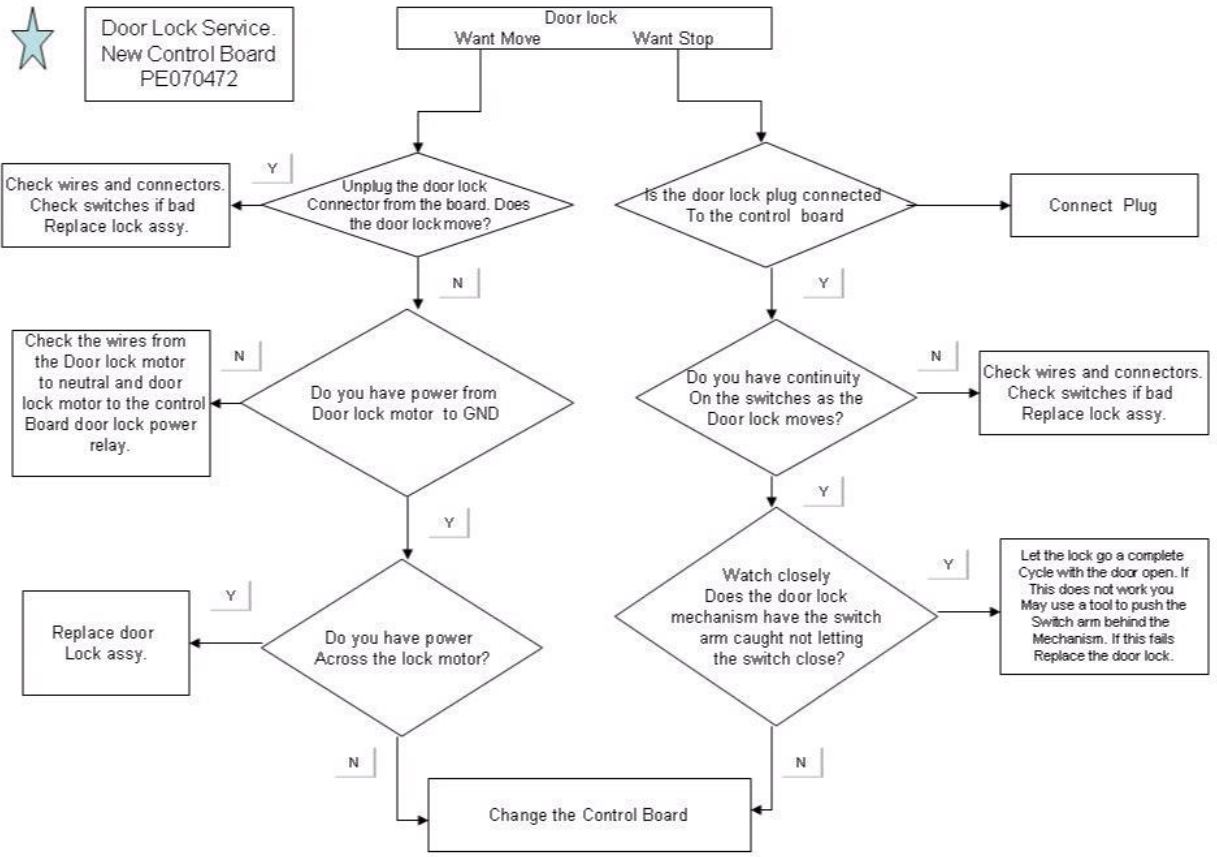 Door Lock Service.
New Control Board
PE070472
Door lock
Want Move
Want Stop
Y
Check wires and connectors.
Check switches if bad
Replace lock assy.
Unplug the door lock
Connector from the board. Does
the door lock move?
Is the door lock plug connected
To the control board
Connect Plug
N
Y
Check the wires from
the Door lock motor
to neutral and door
lock motor to the control
Board door lock power
relay.
N
Do you have power from
Door lock motor to GND
Do you have continuity
On the switches as the
Door lock moves?
N
Check wires and connectors.
Check switches if bad
Replace lock assy.
Y
Y
Replace door
Lock assy.
Y
Do you have power
Across the lock motor?
Watch closely
Does the door lock
mechanism have the switch
arm caught not letting
the switch close?
Y
Let the lock go a complete
Cycle with the door open. If
This does not work you
May use a tool to push the
Switch arm behind the
Mechanism. If this fails
Replace the door lock.
N
N
Change the Control Board